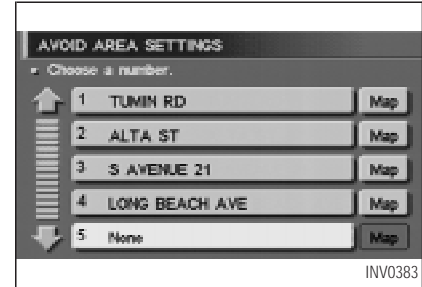 AVOID AREA SETTINGS
Choose a number.
1 TUMIN RD Map
2 ALTA ST Map
3 S AVENUE 21 Map
4 LONG BEACH AVE Map
5 None Map
INV0383